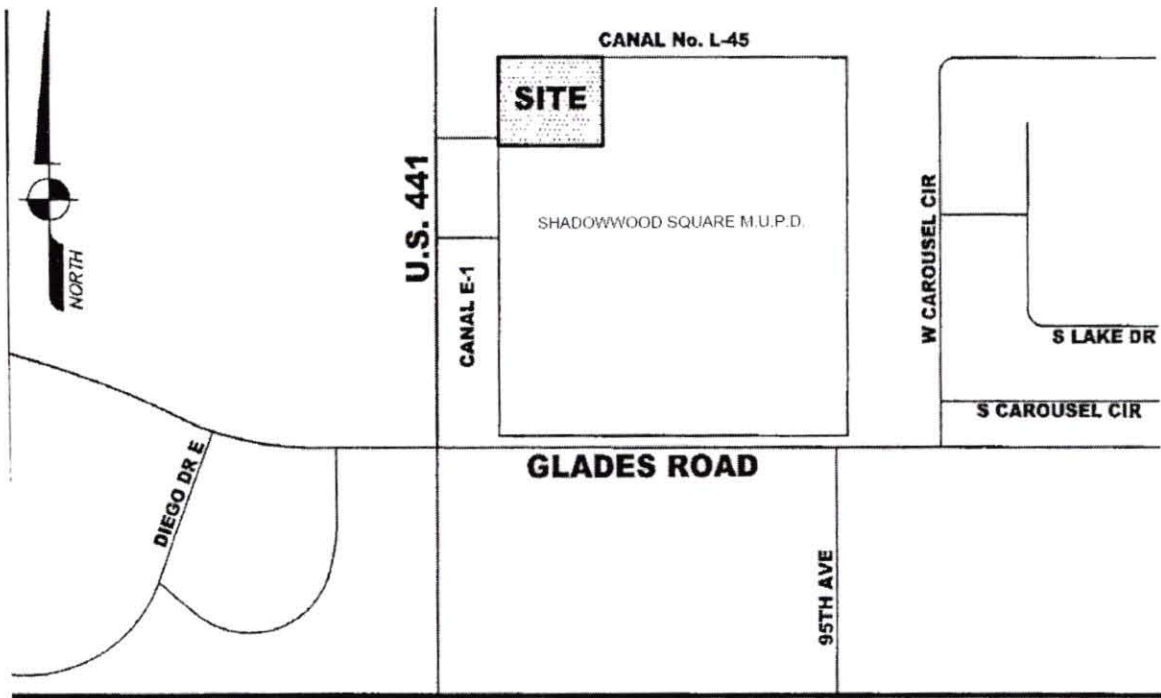 CANAL No. L-45
SITE
U.S. 441
SHADOWWOOD SQUARE M.U.P.D.
NORTH
CANAL E-1
W CAROUSEL CIR
S LAKE DR
S CAROUSEL CIR
DIEGO DR E
GLADES ROAD
95TH AVE